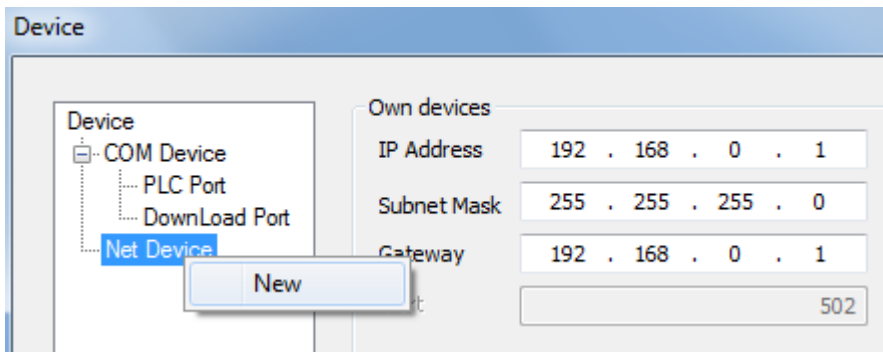 Device
Device
COM Device
PLC Port
DownLoad Port
Net Device
New
Own devices
IP Address 192 . 168 . 0 . 1
Subnet Mask 255 . 255 . 255 . 0
Gateway 192 . 168 . 0 . 1
502